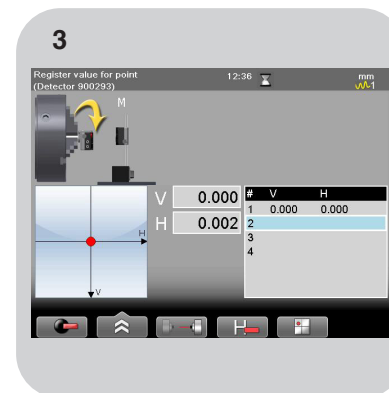 3
Register value for point 12:36 mm
(Detector 900293) 1
M
V 0.000
H 0.002
H
V
# V H
1 0.000 0.000
2
3
4
H